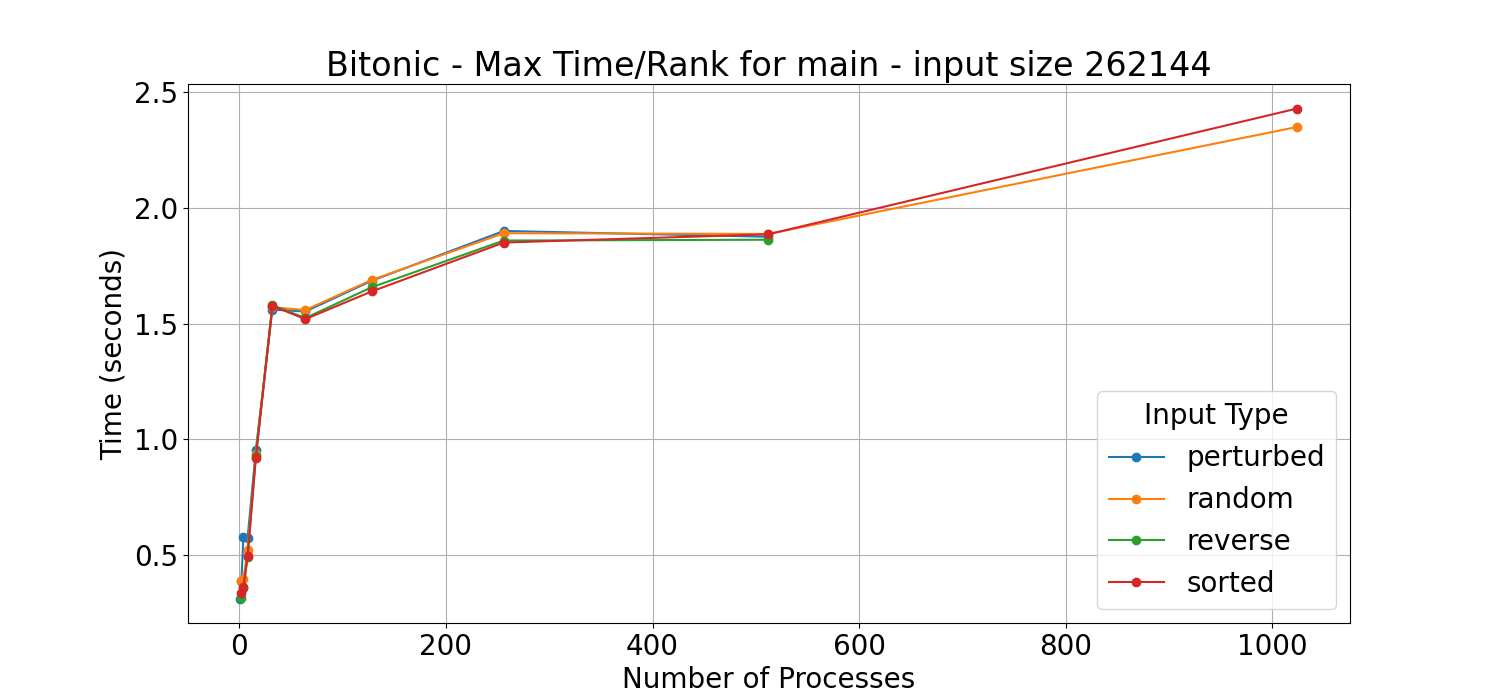 Bitonic - Max Time/Rank for main - input size 262144
2.5
2.0
1.5
1.0
0.5
Time (seconds)
Input Type
perturbed
random
reverse
sorted
0 200 400 600 800 1000
Number of Processes